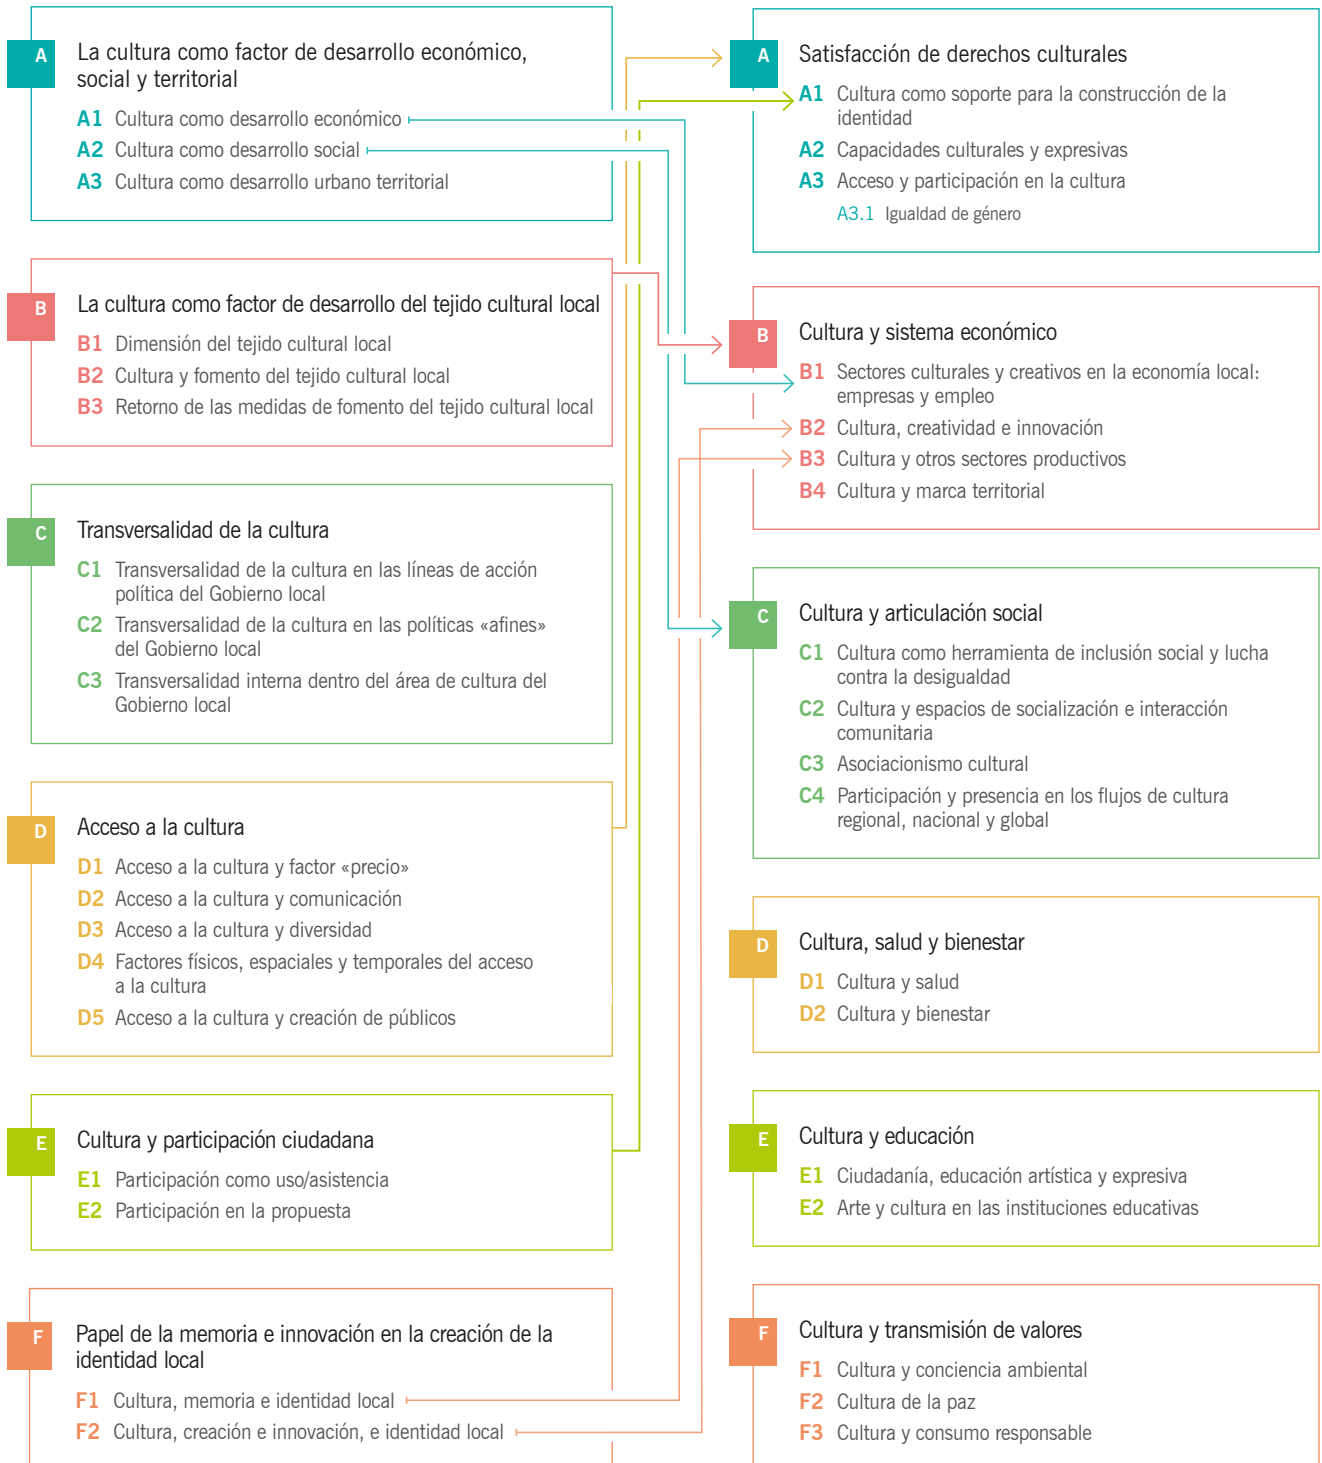 A
La cultura como factor de desarrollo económico,
social y territorial
A1 Cultura como desarrollo económico
A2 Cultura como desarrollo social
A3 Cultura como desarrollo urbano territorial
B
La cultura como factor de desarrollo del tejido cultural local
B1 Dimensión del tejido cultural local
B2 Cultura y fomento del tejido cultural local
B3 Retorno de las medidas de fomento del tejido cultural local
C
Transversalidad de la cultura
C1 Transversalidad de la cultura en las líneas de acción
política del Gobierno local
C2 Transversalidad de la cultura en las políticas «afines»
del Gobierno local
C3 Transversalidad interna dentro del área de cultura del
Gobierno local
D
Acceso a la cultura
D1 Acceso a la cultura y factor «precio»
D2 Acceso a la cultura y comunicación
D3 Acceso a la cultura y diversidad
D4 Factores físicos, espaciales y temporales del acceso
a la cultura
D5 Acceso a la cultura y creación de públicos
E
Cultura y participación ciudadana
E1 Participación como uso/asistencia
E2 Participación en la propuesta
F
Papel de la memoria e innovación en la creación de la
identidad local
F1 Cultura, memoria e identidad local
F2 Cultura, creación e innovación, e identidad local
A
Satisfacción de derechos culturales
A1 Cultura como soporte para la construcción de la
identidad
A2 Capacidades culturales y expresivas
A3 Acceso y participación en la cultura
A3.1 Igualdad de género
B
Cultura y sistema económico
B1 Sectores culturales y creativos en la economía local:
empresas y empleo
B2 Cultura, creatividad e innovación
B3 Cultura y otros sectores productivos
B4 Cultura y marca territorial
C
Cultura y articulación social
C1 Cultura como herramienta de inclusión social y lucha
contra la desigualdad
C2 Cultura y espacios de socialización e interacción
comunitaria
C3 Asociacionismo cultural
C4 Participación y presencia en los flujos de cultura
regional, nacional y global
D
Cultura, salud y bienestar
D1 Cultura y salud
D2 Cultura y bienestar
E
Cultura y educación
E1 Ciudadanía, educación artística y expresiva
E2 Arte y cultura en las instituciones educativas
F
Cultura y transmisión de valores
F1 Cultura y conciencia ambiental
F2 Cultura de la paz
F3 Cultura y consumo responsable